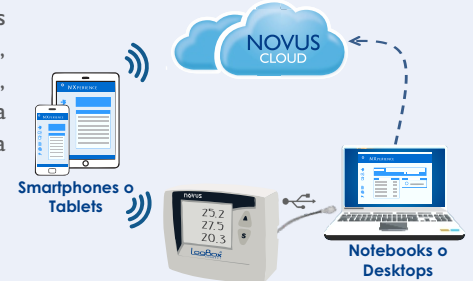 s
,
,
a
a
NOVUS
CLOUD
NXPERIENCE
NXPERIENCE
Smartphones o
Tablets
NOVUS
25.2
27.5
20.3
S
LogBox
NXPERIENCE
Notebooks o
Desktops